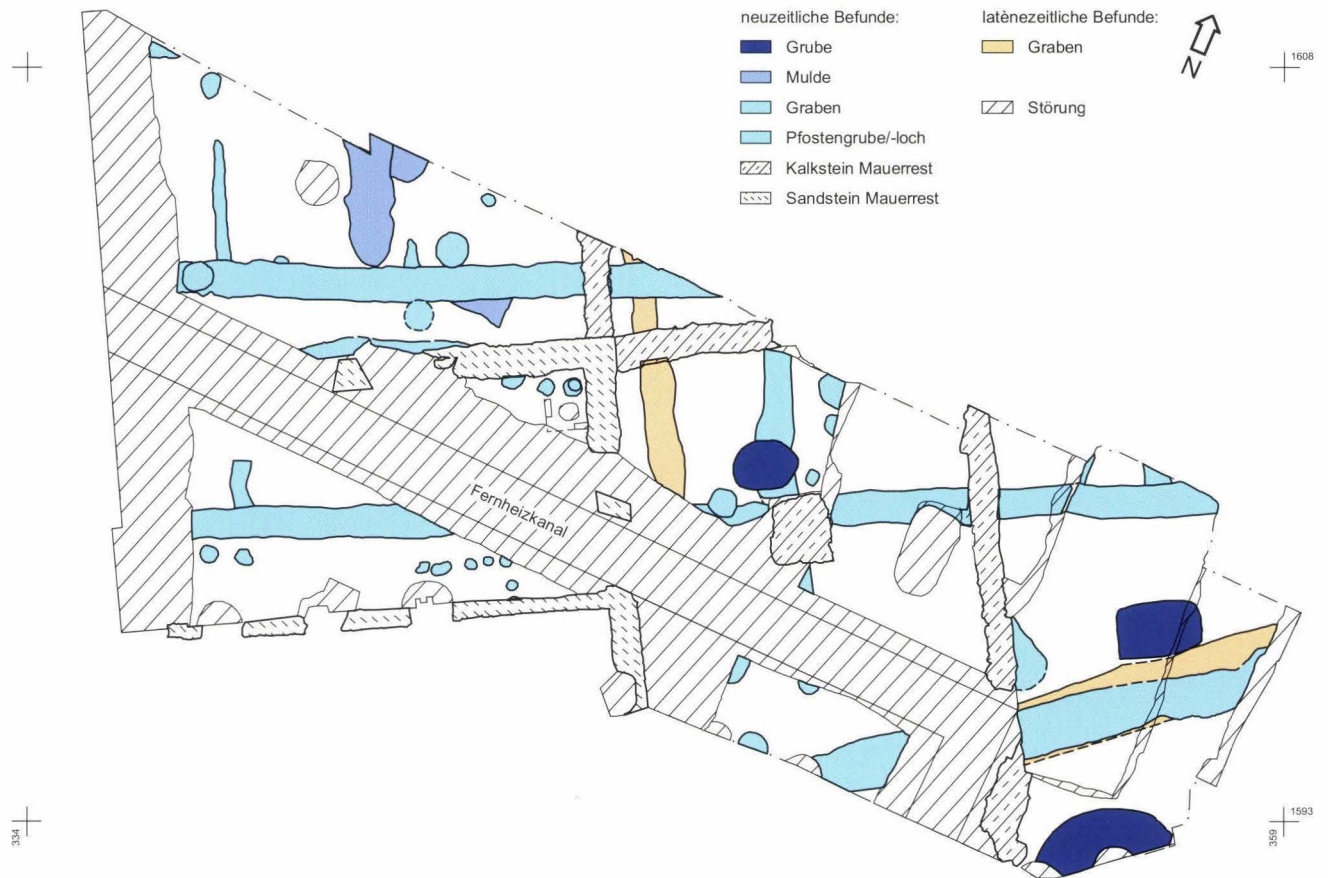 neuzeitliche Befunde:
Grube
Mulde
Graben
Pfostengrube/-loch
Kalkstein Mauerrest
Sandstein Mauerrest
latènezeitliche Befunde:
Graben
Störung
N
1608
Fernheizkanal
334
359
1593